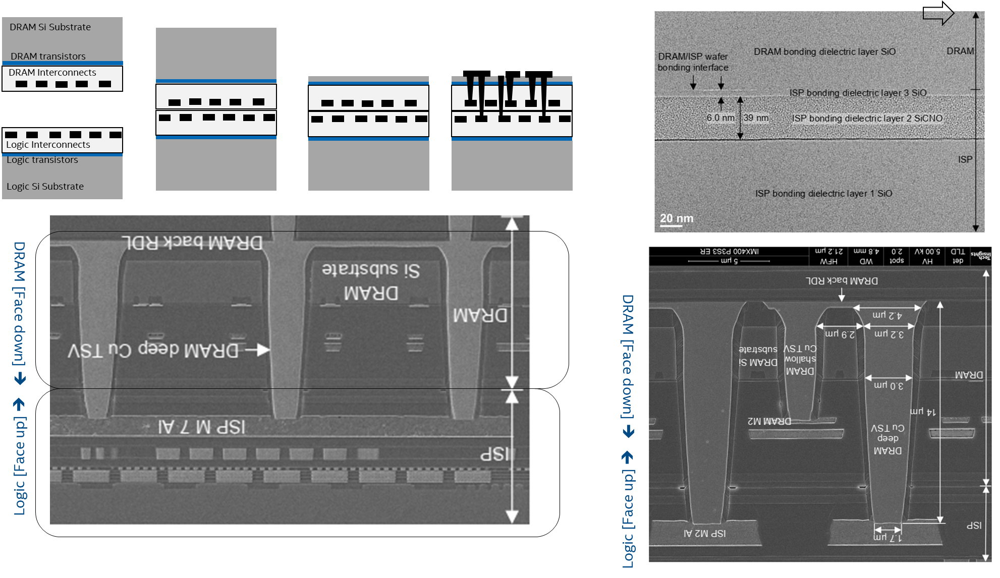 DRAM Si Substrate
DRAM transistors
DRAM Interconnects
Logic Interconnects
Logic transistors
Logic Si Substrate
DRAM/ISP wafer
bonding interface
DRAM bonding dielectric layer SiO
DRAM
ISP bonding dielectric layer 3 SiO
6.0 nm
39 nm
ISP bonding dielectric layer 2 SiCNO
ISP
ISP bonding dielectric layer 1 SiO
20 nm
DRAM [Face down]
Logic [Face up]
DRAM back RDL
DRAM
Si substrate
DRAM
DRAM deep Cu TSV
ISP M 7 Al
ISP
DRAM [Face down]
Logic [Face up]
Tech
Insights
det
TLD
HV
5.00 kV
spot
2.0
WD
4.8 mm
HFW
21.2 µm
5 µm
IMX400 P3S3 ER
DRAM back RDL
4.2 µm
2.9 µm
3.2 µm
DRAM Si
substrate
DRAM
shallow
Cu TSV
DRAM
3.0 µm
14 µm
DRAM M2
DRAM
deep
Cu TSV
ISP
ISP M2 Al
1.7 µm